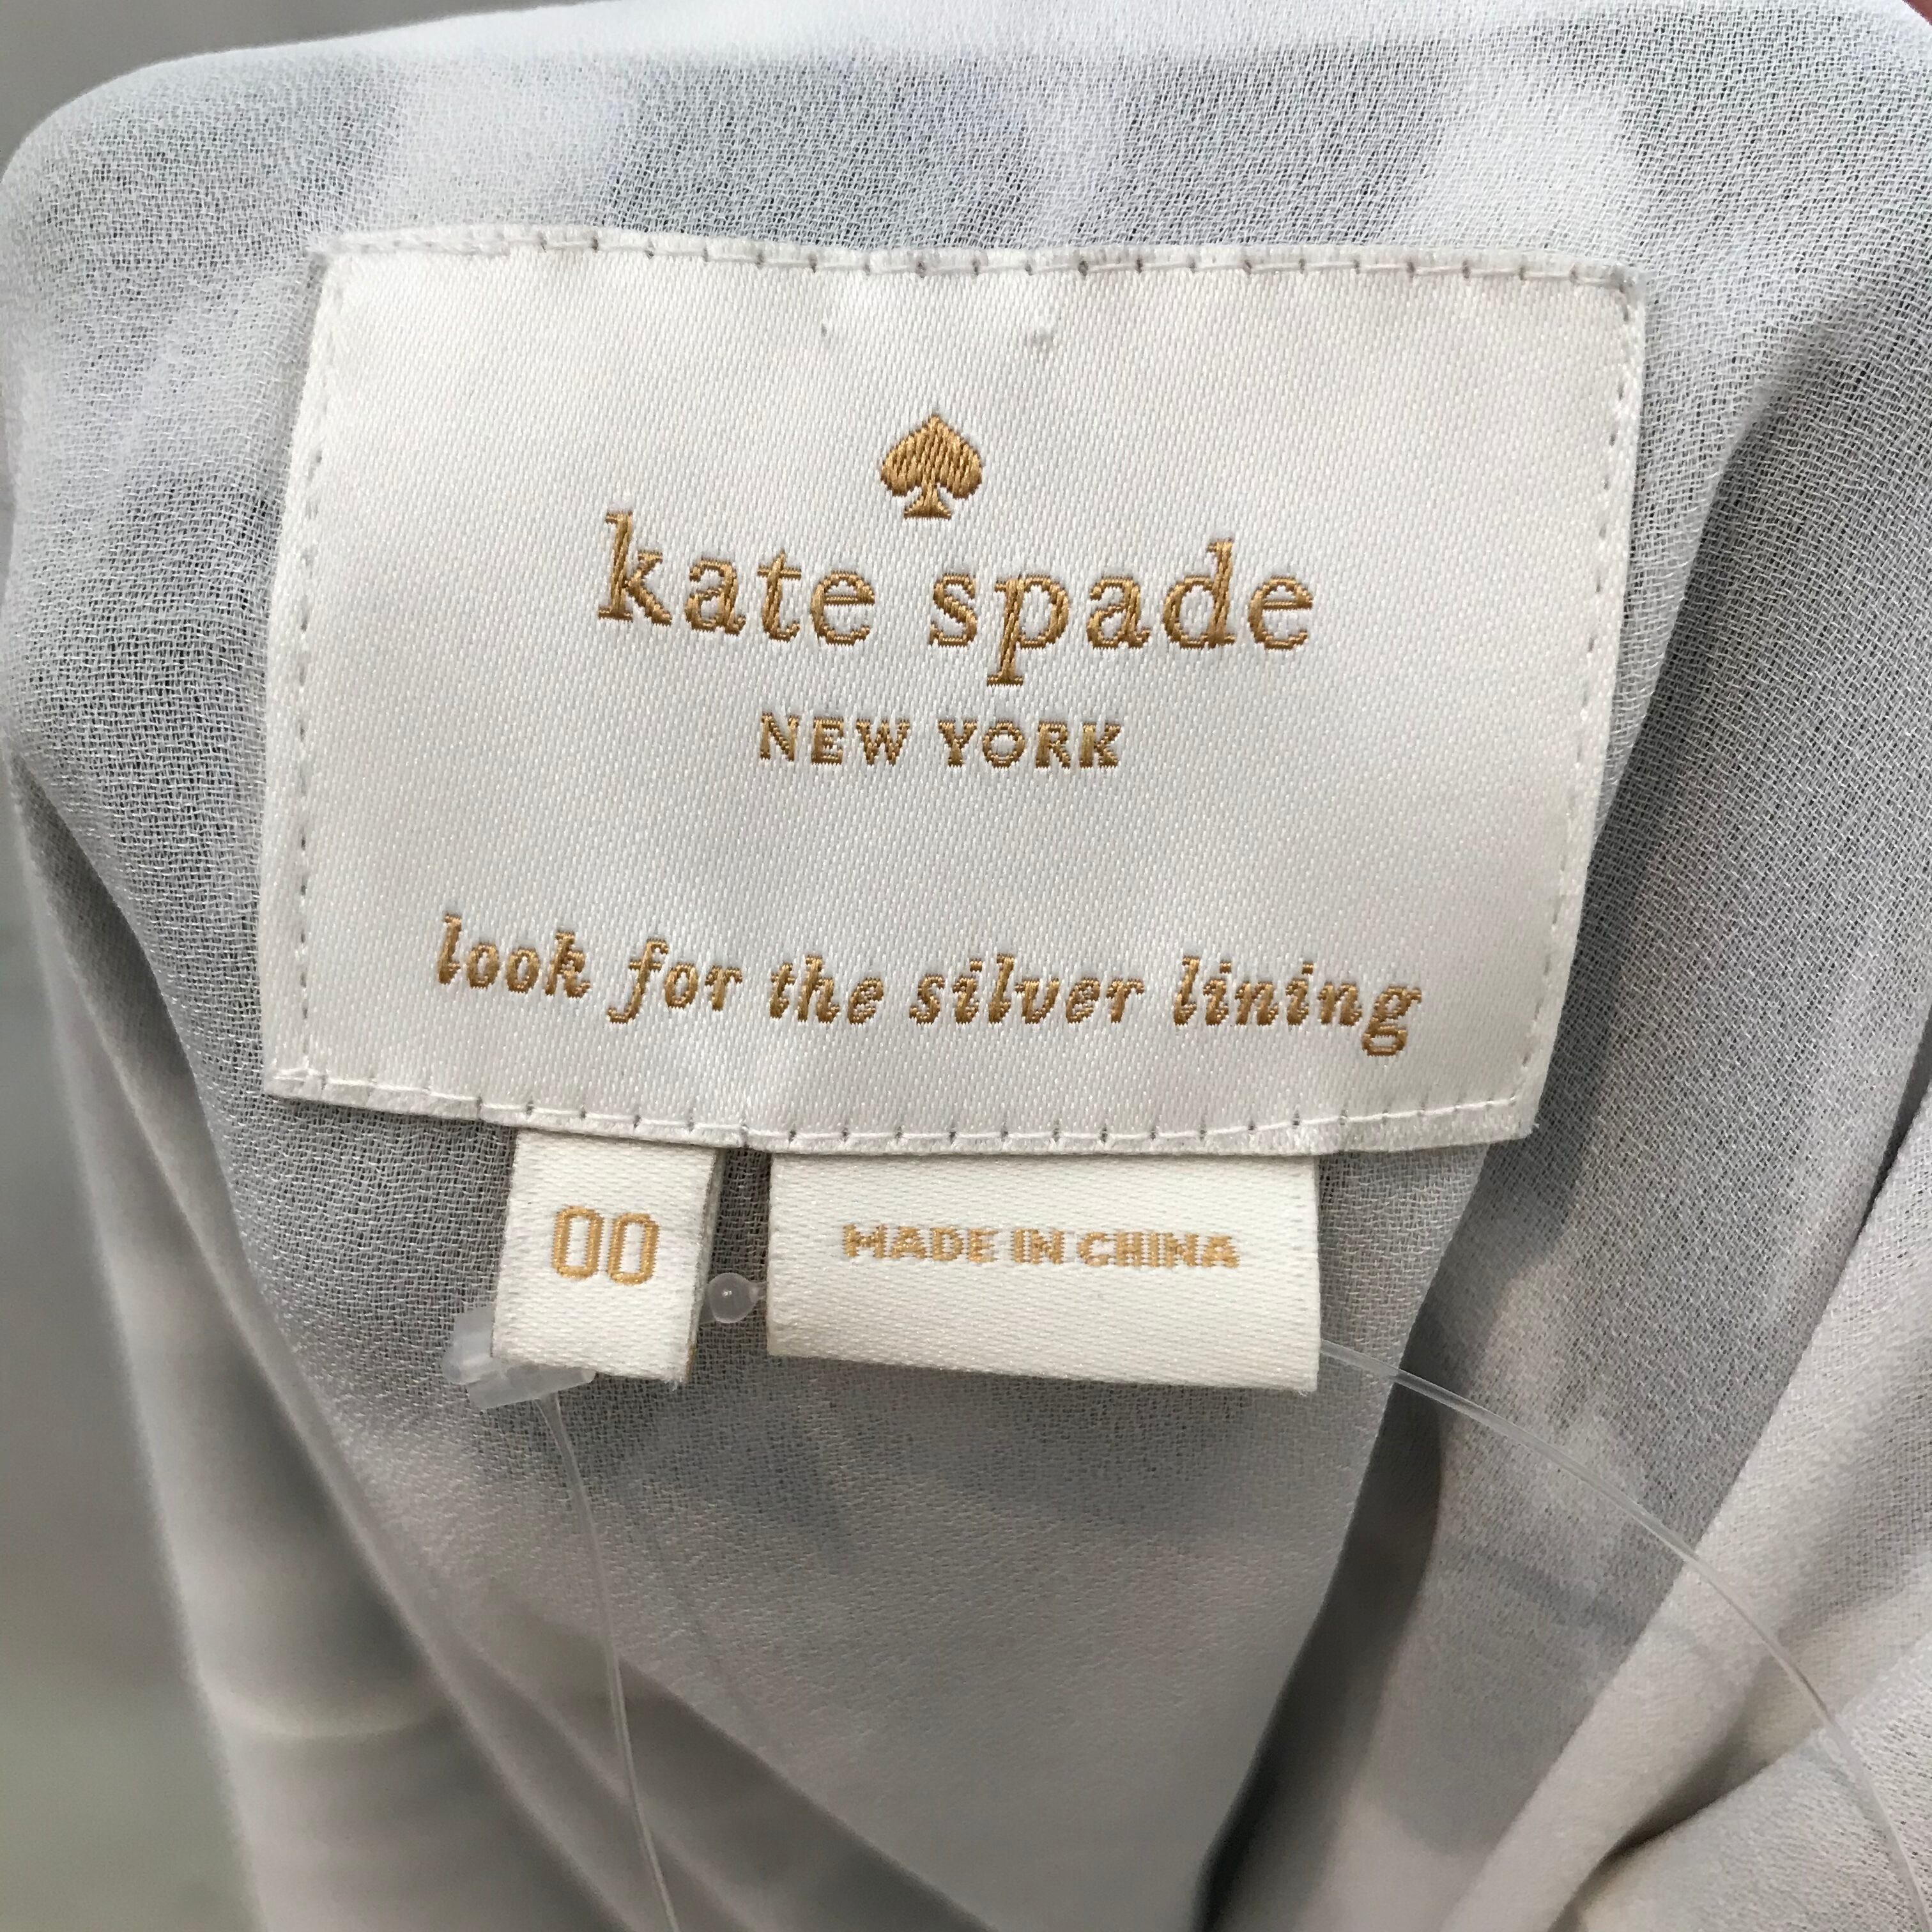 kate spade
NEW YORK
look for the silver lining
00
MADE IN CHINA